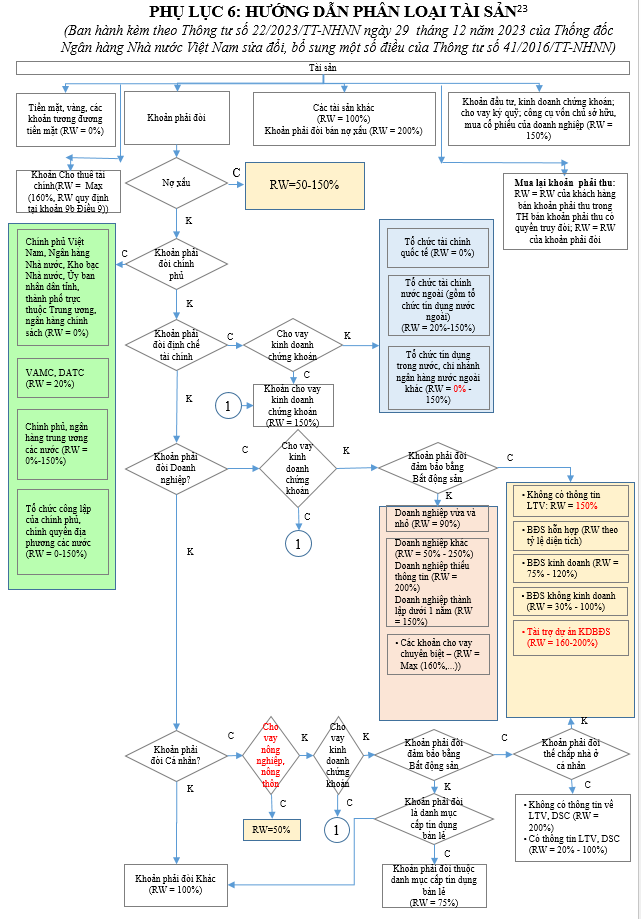 PHỤ LỤC 6: HƯỚNG DẪN PHÂN LOẠI TÀI SẢN23
(Ban hành kèm theo Thông tư số 22/2023/TT-NHNN ngày 29 tháng 12 năm 2023 của Thống đốc
Ngân hàng Nhà nước Việt Nam sửa đổi, bổ sung một số điều của Thông tư số 41/2016/TT-NHNN)
Tài sản
Tiền mặt, vàng, các
khoản tương đương
tiền mặt (RW = 0%)
Khoản phải đòi
Các tài sản khác
(RW = 100%)
Khoản phải đòi bán nợ xấu (RW = 200%)
Khoản đầu tư, kinh doanh chứng khoán;
cho vay ký quỹ; công cụ vốn chủ sở hữu,
mua cổ phiếu của doanh nghiệp (RW =
150%)
Khoản Cho thuê tài
chính(RW = Max
(160%, RW quy định
tại khoản 9b Điều 9))
Nợ xấu
C
RW=50-150%
K
Mua lại khoản phải thu:
RW = RW của khách hàng
bán khoản phải thu trong
TH bán khoản phải thu có
quyền truy đòi; RW = RW
của khoản phải đòi
Chính phủ Việt
Nam, Ngân hàng
Nhà nước, Kho bạc
Nhà nước, Ủy ban
nhân dân tỉnh,
thành phố trực
thuộc Trung ương,
ngân hàng chính
sách (RW = 0%)
VAMC, DATC
(RW = 20%)
Chính phủ, ngân
hàng trung ương
các nước (RW =
0%-150%)
Tổ chức công lập
của chính phủ,
chính quyền địa
phương các nước
(RW = 0-150%)
C
Khoản phải
đòi chính
phủ
K
Khoản phải
đòi định chế
tài chính
C
Cho vay
kinh doanh
chứng khoán
K
Tổ chức tài chính
quốc tế (RW = 0%)
Tổ chức tài chính
nước ngoài (gồm tổ
chức tín dụng nước
ngoài)
(RW = 20%-150%)
Tổ chức tín dụng
trong nước, chi nhánh
ngân hàng nước ngoài
khác (RW = 0% -
150%)
C
1
Khoản cho vay
kinh doanh
chứng khoán
(RW = 150%)
K
Khoản phải
đòi Doanh
nghiệp?
C
Cho vay
kinh
doanh
chứng
khoán
K
Khoản phải đòi
đảm bảo bằng
Bất động sản
C
C
1
K
Doanh nghiệp vừa và
nhỏ (RW = 90%)
Doanh nghiệp khác
(RW = 50% - 250%)
Doanh nghiệp thiếu
thông tin (RW =
200%)
Doanh nghiệp thành
lập dưới 1 năm (RW
= 150%)
• Các khoản cho vay
chuyên biệt – (RW =
Max (160%,...))
• Không có thông tin
LTV: RW = 150%
• BĐS hỗn hợp (RW theo
tỷ lệ diện tích)
• BĐS kinh doanh (RW =
75% - 120%)
• BĐS không kinh doanh
(RW = 30% - 100%)
• Tài trợ dự án KDBĐS
(RW = 160-200%)
K
Khoản phải
đòi Cá nhân?
C
Cho
vay
nông
nghiệp,
nông
thôn
K
Cho
vay
kinh
doanh
chứng
khoán
K
Khoản phải đòi
đảm bảo bằng
Bất động sản
C
Khoản phải đòi
thế chấp nhà ở
cá nhân
K
K
C
RW=50%
C
1
K
Khoản phải đòi
là danh mục
cấp tín dụng
bán lẻ
C
• Không có thông tin về
LTV, DSC (RW =
200%)
• Có thông tin LTV, DSC
(RW = 20% - 100%)
Khoản phải đòi Khác
(RW = 100%)
K
C
Khoản phải đòi thuộc
danh mục cấp tín dụng
bán lẻ
(RW = 75%)